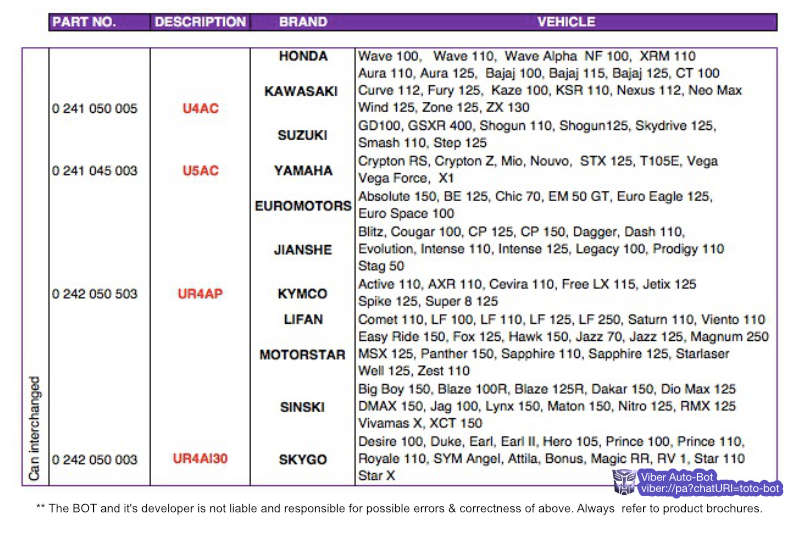 PART NO. DESCRIPTION BRAND VEHICLE
HONDA Wave 100, Wave 110, Wave Alpha NF 100, XRM 110
Aura 110, Aura 125, Bajaj 100, Bajaj 115, Bajaj 125, CT 100
KAWASAKI Curve 112, Fury 125, Kaze 100, KSR 110, Nexus 112, Neo Max
0 241 050 005 U4AC Wind 125, Zone 125, ZX 130
SUZUKI GD100, GSXR 400, Shogun 110, Shogun125, Skydrive 125,
Smash 110, Step 125
0 241 045 003 U5AC YAMAHA Crypton RS, Crypton Z, Mio, Nouvo, STX 125, T105E, Vega
Vega Force, X1
EUROMOTORS Absolute 150, BE 125, Chic 70, EM 50 GT, Euro Eagle 125,
Euro Space 100
Blitz, Cougar 100, CP 125, CP 150, Dagger, Dash 110,
JIANSHE Evolution, Intense 110, Intense 125, Legacy 100, Prodigy 110
Stag 50
0 242 050 503 UR4AP KYMCO Active 110, AXR 110, Cevira 110, Free LX 115, Jetix 125
Spike 125, Super 8 125
LIFAN Comet 110, LF 100, LF 110, LF 125, LF 250, Saturn 110, Viento 110
Easy Ride 150, Fox 125, Hawk 150, Jazz 70, Jazz 125, Magnum 250
MOTORSTAR MSX 125, Panther 150, Sapphire 110, Sapphire 125, Starlaser
Well 125, Zest 110
Big Boy 150, Blaze 100R, Blaze 125R, Dakar 150, Dio Max 125
SINSKI DMAX 150, Jag 100, Lynx 150, Maton 150, Nitro 125, RMX 125
Vivamas X, XCT 150
Can interchanged
Desire 100, Duke, Earl, Earl II, Hero 105, Prince 100, Prince 110,
0 242 050 003 UR4AI30 SKYGO Royale 110, SYM Angel, Attila, Bonus, Magic RR, RV 1, Star 110
Star X
Viber Auto-Bot
viber://pa?chatURI=toto-bot
** The BOT and it's developer is not liable and responsible for possible errors & correctness of above. Always refer to product brochures.